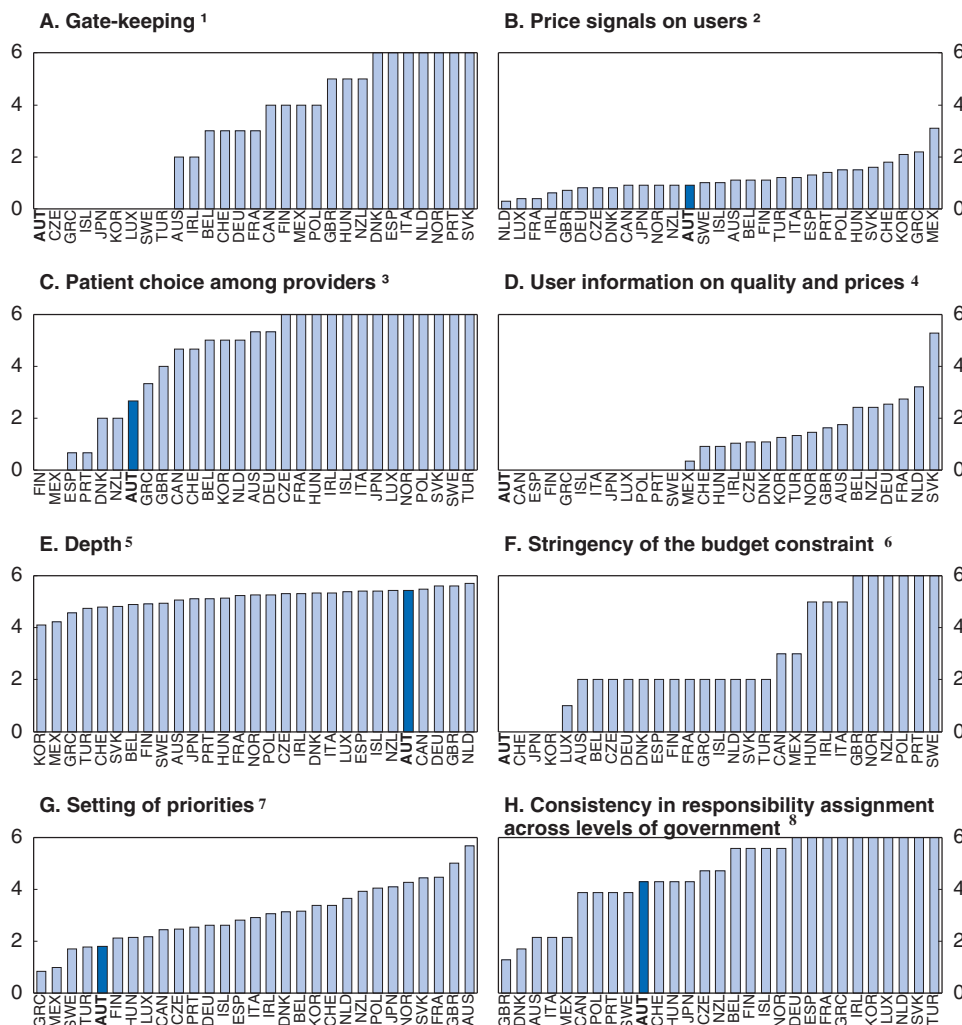 A. Gate-keeping 1
6
4
2
0
AUT CZE GRC ISL JPN KOR LUX SWE TUR AUS IRL BEL CHE DEU FRA CAN FIN MEX POL GBR HUN NZL DNK ESP ITA NLD NOR PRT SVK
B. Price signals on users 2
6
4
2
0
NLD LUX FRA IRL GBR DEU CZE DNK CAN JPN NOR NZL AUT SWE ISL AUS BEL FIN TUR ITA ESP PRT POL HUN SVK CHE KOR GRC MEX
C. Patient choice among providers 3
6
4
2
0
FIN MEX ESP PRT DNK NZL AUT GRC GBR CAN CHE BEL KOR NLD AUS DEU CZE FRA HUN IRL ISL ITA JPN LUX NOR POL SVK SWE TUR
D. User information on quality and prices 4
6
4
2
0
AUT CAN ESP FIN GRC ISL ITA JPN LUX POL PRT SWE MEX CHE HUN IRL CZE DNK KOR TUR NOR GBR AUS BEL NZL DEU FRA NLD SVK
E. Depth 5
6
4
2
0
KOR MEX GRC TUR CHE SVK BEL FIN SWE AUS JPN PRT HUN FRA NOR POL CZE IRL DNK ITA LUX ESP ISL NZL AUT CAN DEU GBR NLD
F. Stringency of the budget constraint 6
6
4
2
0
AUT CHE JPN KOR LUX AUS BEL CZE DEU DNK ESP FIN FRA GRC ISL NLD SVK TUR CAN MEX HUN IRL ITA GBR NOR NZL POL PRT SWE
G. Setting of priorities 7
6
4
2
0
GRC MEX SWE TUR AUT FIN HUN LUX CAN CZE PRT DEU ISL ESP ITA IRL DNK BEL KOR CHE NLD NZL POL JPN NOR SVK FRA GBR AUS
H. Consistency in responsibility assignment
across levels of government 8
6
4
2
0
GBR DNK AUS ITA MEX CAN POL PRT SWE AUT CHE HUN JPN CZE NZL BEL FIN ISL NOR DEU ESP FRA GRC IRL KOR LUX NLD SVK TUR